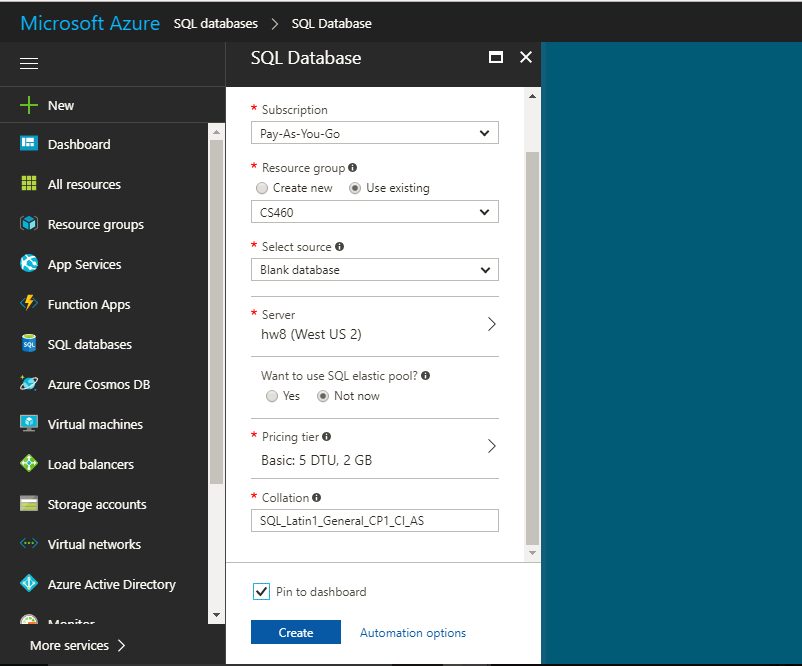 Microsoft Azure SQL databases > SQL Database
SQL Database
New
Dashboard
All resources
Resource groups
App Services
Function Apps
SQL databases
Azure Cosmos DB
Virtual machines
Load balancers
Storage accounts
Virtual networks
Azure Active Directory
Monitor
More services >
* Subscription
Pay-As-You-Go
* Resource group
Create new Use existing
CS460
* Select source
Blank database
* Server
hw8 (West US 2)
Want to use SQL elastic pool?
Yes Not now
* Pricing tier
Basic: 5 DTU, 2 GB
* Collation
SQL_Latin1_General_CP1_CI_AS
Pin to dashboard
Create Automation options